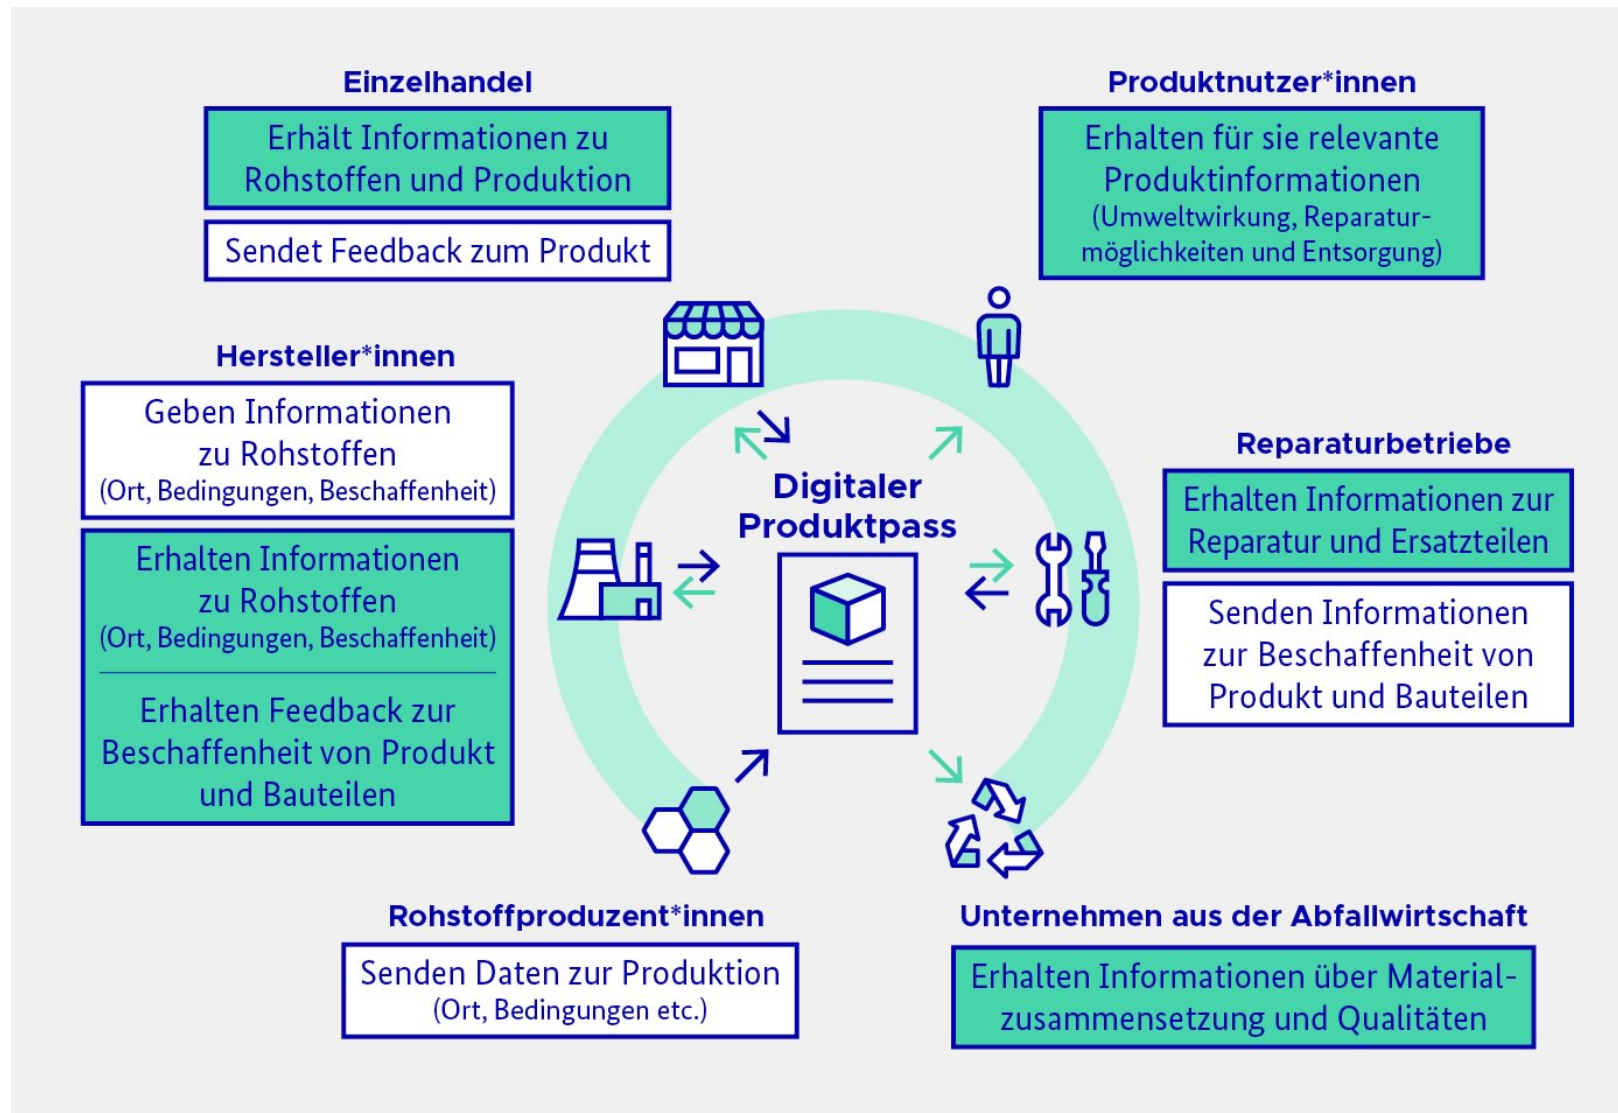 Einzelhandel
Erhält Informationen zu
Rohstoffen und Produktion
Sendet Feedback zum Produkt
Produktnutzer*innen
Erhalten für sie relevante
Produktinformationen
(Umweltwirkung, Reparatur-
möglichkeiten und Entsorgung)
Hersteller*innen
Geben Informationen
zu Rohstoffen
(Ort, Bedingungen, Beschaffenheit)
Erhalten Informationen
zu Rohstoffen
(Ort, Bedingungen, Beschaffenheit)
Erhalten Feedback zur
Beschaffenheit von Produkt
und Bauteilen
Digitaler
Produktpass
Reparaturbetriebe
Erhalten Informationen zur
Reparatur und Ersatzteilen
Senden Informationen
zur Beschaffenheit von
Produkt und Bauteilen
Rohstoffproduzent*innen
Senden Daten zur Produktion
(Ort, Bedingungen etc.)
Unternehmen aus der Abfallwirtschaft
Erhalten Informationen über Material-
zusammensetzung und Qualitäten